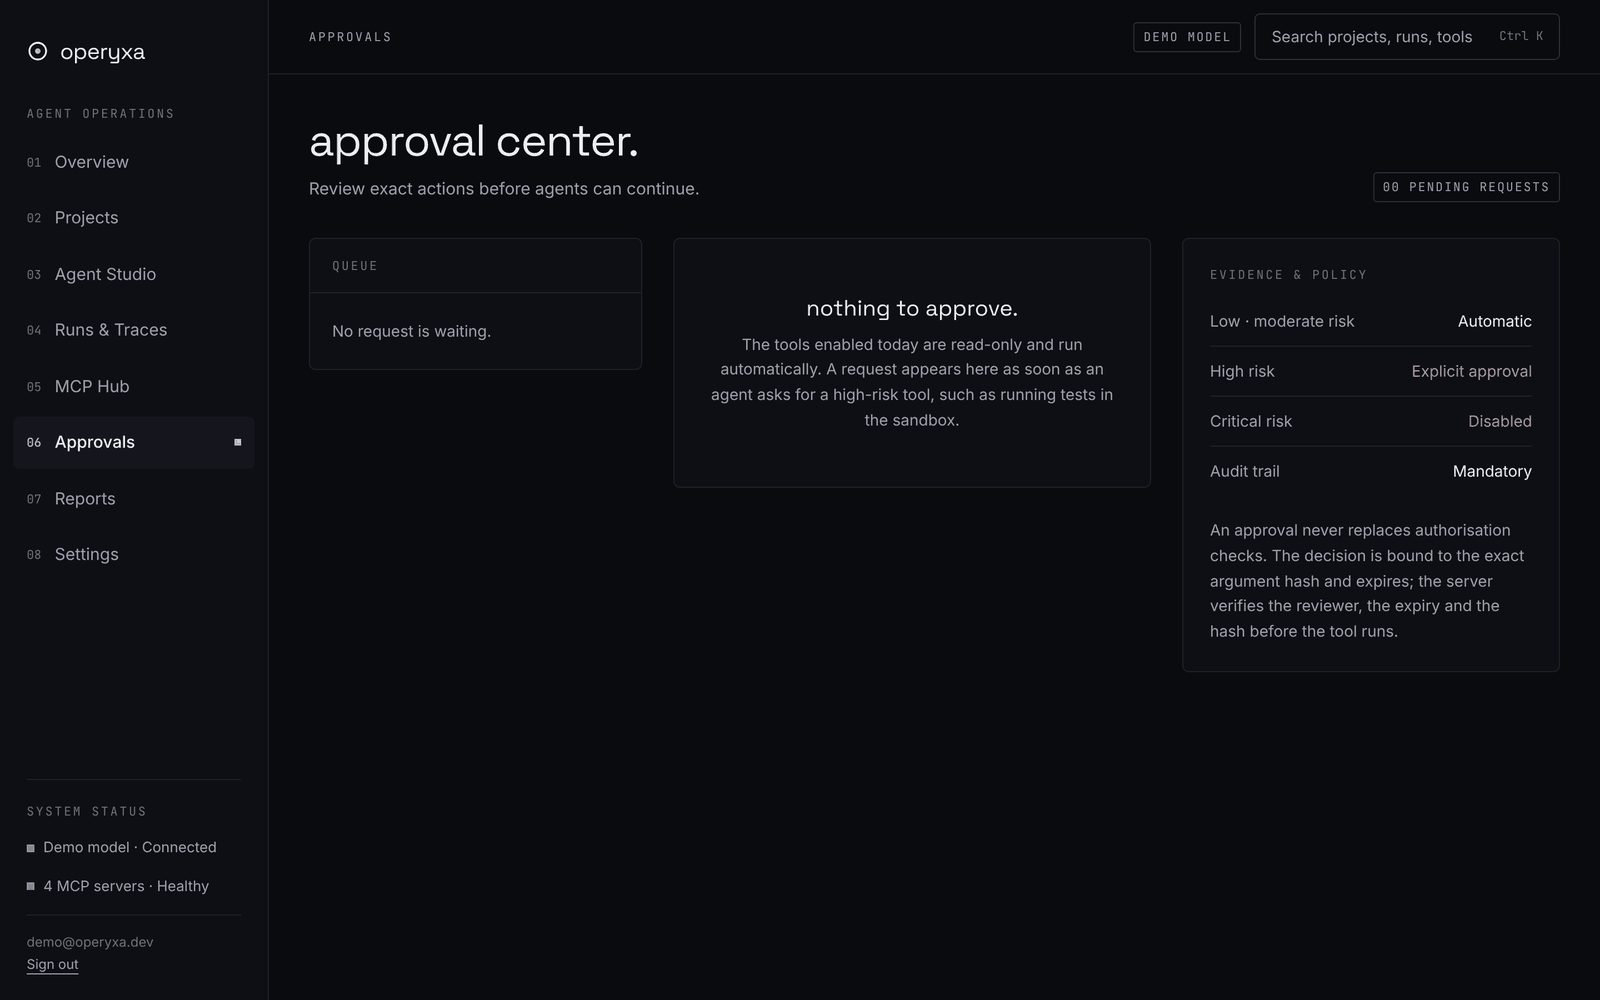 operyxa
AGENT OPERATIONS
01 Overview
02 Projects
03 Agent Studio
04 Runs & Traces
05 MCP Hub
06 Approvals
07 Reports
08 Settings
SYSTEM STATUS
Demo model · Connected
4 MCP servers · Healthy
demo@operyxa.dev
Sign out
APPROVALS
DEMO MODEL
Search projects, runs, tools Ctrl K
approval center.
Review exact actions before agents can continue.
00 PENDING REQUESTS
QUEUE
No request is waiting.
nothing to approve.
The tools enabled today are read-only and run
automatically. A request appears here as soon as an
agent asks for a high-risk tool, such as running tests in
the sandbox.
EVIDENCE & POLICY
Low · moderate risk Automatic
High risk Explicit approval
Critical risk Disabled
Audit trail Mandatory
An approval never replaces authorisation
checks. The decision is bound to the exact
argument hash and expires; the server
verifies the reviewer, the expiry and the
hash before the tool runs.